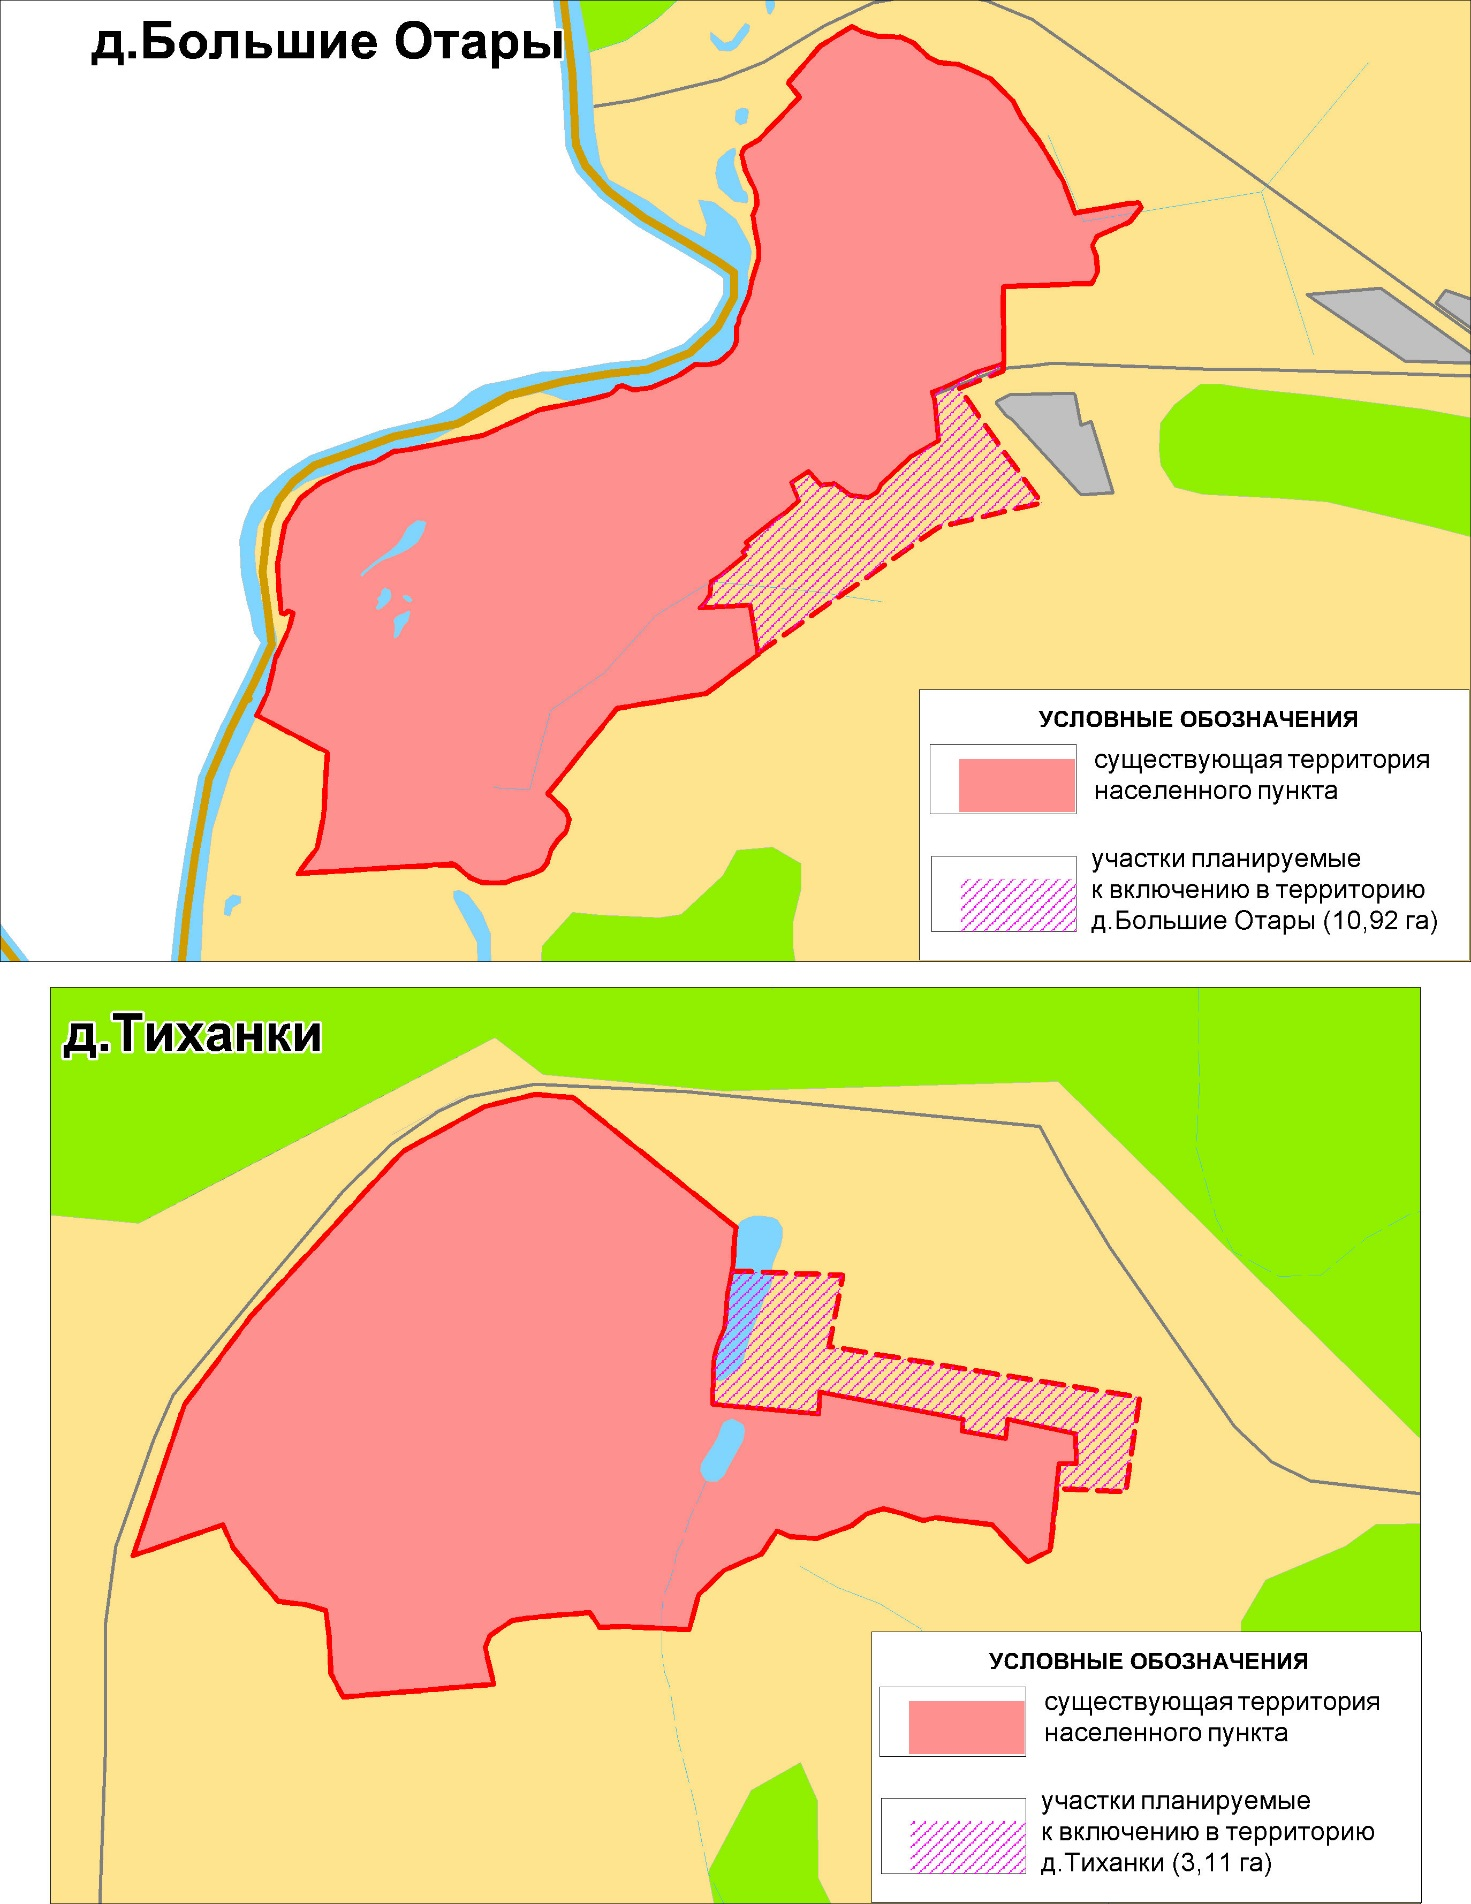 д.Большие Отары
УСЛОВНЫЕ ОБОЗНАЧЕНИЯ
существующая территория
населенного пункта
участки планируемые
к включению в территорию
д.Большие Отары (10,92 га)
д.Тиханки
УСЛОВНЫЕ ОБОЗНАЧЕНИЯ
существующая территория
населенного пункта
участки планируемые
к включению в территорию
д.Тиханки (3,11 га)